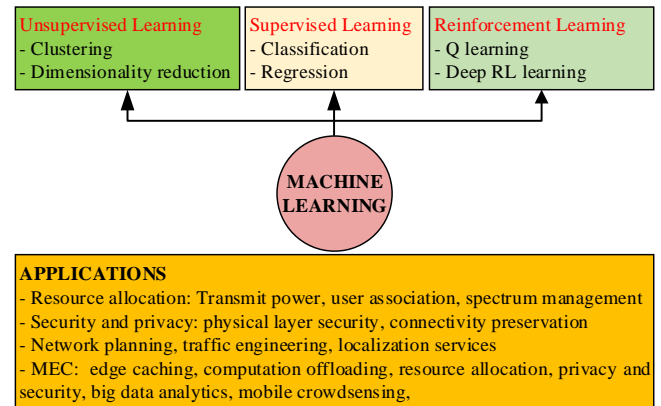 Unsupervised Learning
- Clustering
- Dimensionality reduction
Supervised Learning
- Classification
- Regression
Reinforcement Learning
- Q learning
- Deep RL learning
MACHINE
LEARNING
APPLICATIONS
- Resource allocation: Transmit power, user association, spectrum management
- Security and privacy: physical layer security, connectivity preservation
- Network planning, traffic engineering, localization services
- MEC: edge caching, computation offloading, resource allocation, privacy and
security, big data analytics, mobile crowdsensing,